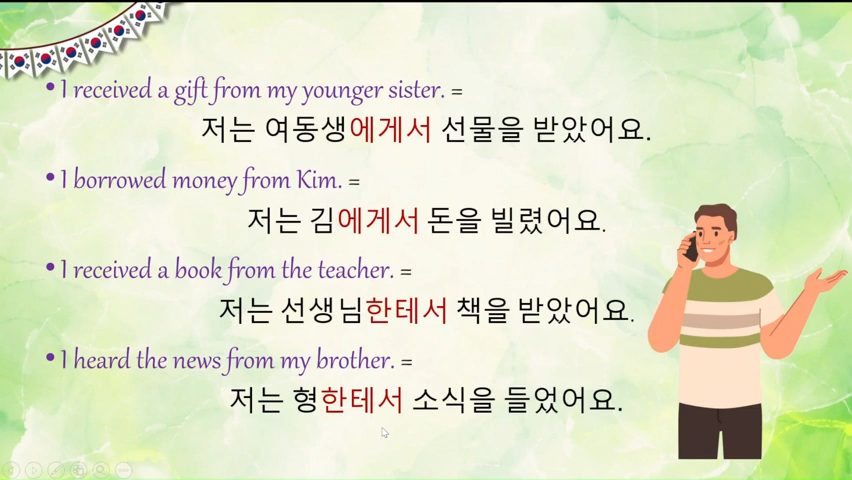 • I received a gift from my younger sister. =
저는 여동생에게서 선물을 받았어요.
• I borrowed money from Kim. =
저는 김에게서 돈을 빌렸어요.
• I received a book from the teacher. =
저는 선생님한테서 책을 받았어요.
• I heard the news from my brother. =
저는 형한테서 소식을 들었어요.